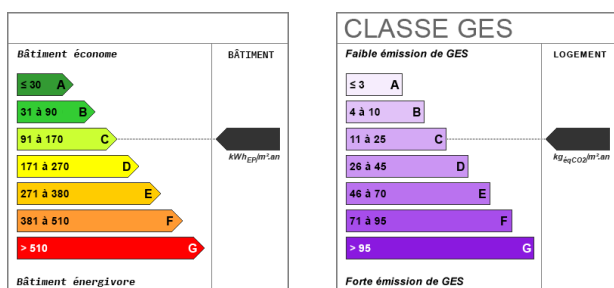 Bâtiment économe
BÂTIMENT
≤ 30 A
31 à 90 B
91 à 170 C
171 à 270 D
271 à 380 E
381 à 510 F
> 510 G
kWhEP/m².an
Bâtiment énergivore
CLASSE GES
Faible émission de GES
LOGEMENT
≤ 3 A
4 à 10 B
11 à 25 C
26 à 45 D
46 à 70 E
71 à 95 F
> 95 G
kgéqCO2/m².an
Forte émission de GES